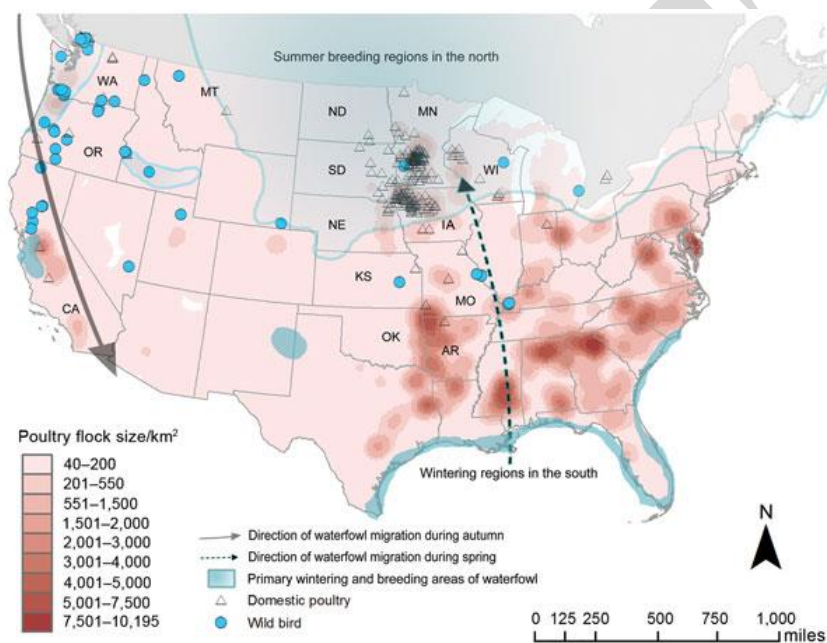 Summer breeding regions in the north
WA
MT
ND
MN
OR
SD
WI
NE
IA
KS
MO
CA
OK
AR
Wintering regions in the south
Poultry flock size/km²
40–200
201–550
551–1,500
1,501–2,000
2,001–3,000
3,001–4,000
4,001–5,000
5,001–7,500
7,501–10,195
Direction of waterfowl migration during autumn
Direction of waterfowl migration during spring
Primary wintering and breeding areas of waterfowl
Domestic poultry
Wild bird
N
0 125 250 500 750 1,000
miles